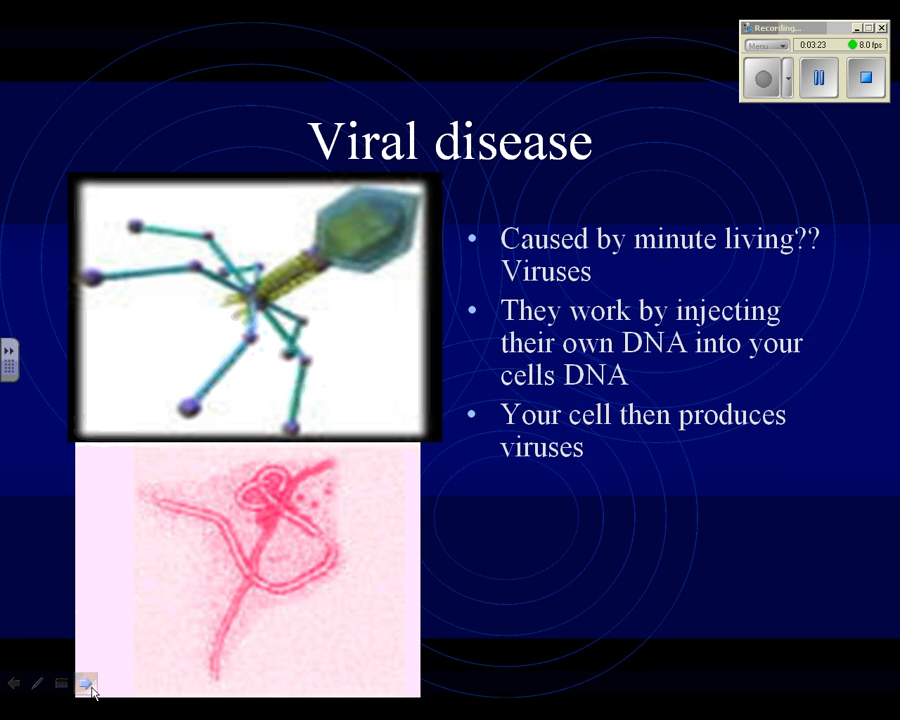 Recording...
Menu
0:03:23
8.0 fps
Viral disease
• Caused by minute living??
Viruses
• They work by injecting
their own DNA into your
cells DNA
• Your cell then produces
viruses